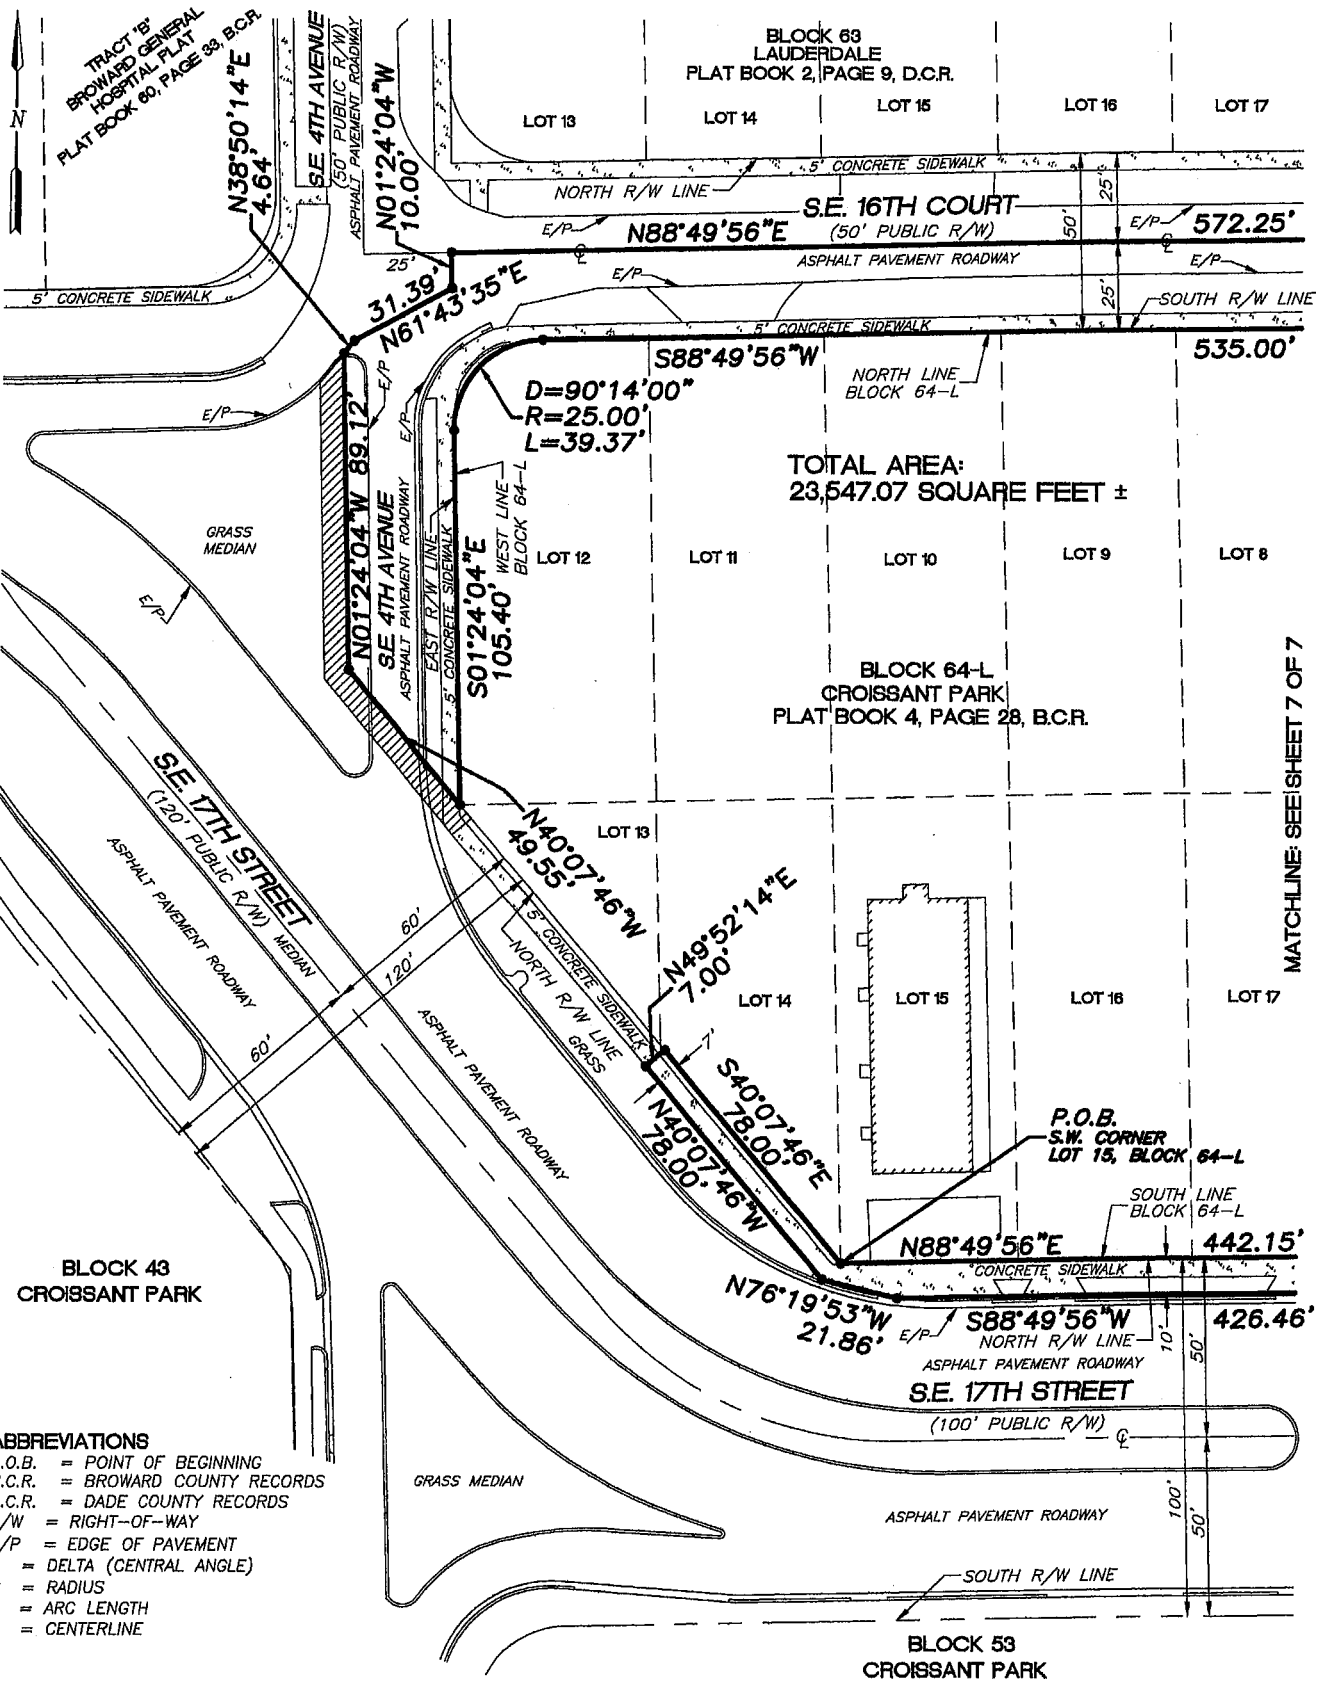 TRACT "B"
BROWARD GENERAL
HOSPITAL PLAT
PLAT BOOK 60, PAGE 33, B.C.R.
N
N38°50'14"E
4.64'
S.E. 4TH AVENUE
(50' PUBLIC R/W)
ASPHALT PAVEMENT ROADWAY
N01°24'04"W
10.00'
BLOCK 63
LAUDERDALE
PLAT BOOK 2, PAGE 9, D.C.R.
LOT 13
LOT 14
LOT 15
LOT 16
LOT 17
5' CONCRETE SIDEWALK
NORTH R/W LINE
S.E. 16TH COURT
(50' PUBLIC R/W)
E/P
E/P
N88°49'56"E
572.25'
℄
℄
25'
50'
25'
25'
ASPHALT PAVEMENT ROADWAY
E/P
E/P
5' CONCRETE SIDEWALK
31.39'
N61°43'35"E
SOUTH R/W LINE
5' CONCRETE SIDEWALK
S88°49'56"W
535.00'
NORTH LINE
BLOCK 64-L
D=90°14'00"
R=25.00'
L=39.37'
E/P
E/P
E/P
TOTAL AREA:
23,547.07 SQUARE FEET ±
N01°24'04"W 89.12'
S.E. 4TH AVENUE
ASPHALT PAVEMENT ROADWAY
EAST R/W LINE
5' CONCRETE SIDEWALK
WEST LINE
BLOCK 64-L
S01°24'04"E
105.40'
GRASS
MEDIAN
E/P
LOT 12
LOT 11
LOT 10
LOT 9
LOT 8
BLOCK 64-L
CROISSANT PARK
PLAT BOOK 4, PAGE 28, B.C.R.
MATCHLINE: SEE SHEET 7 OF 7
S.E. 17TH STREET
(120' PUBLIC R/W)
MEDIAN
ASPHALT PAVEMENT ROADWAY
ASPHALT PAVEMENT ROADWAY
60'
120'
60'
N40°07'46"W
49.55'
LOT 13
5' CONCRETE SIDEWALK
NORTH R/W LINE
GRASS
N49°52'14"E
7.00'
7'
LOT 14
LOT 15
LOT 16
LOT 17
S40°07'46"E
78.00'
N40°07'46"W
78.00'
P.O.B.
S.W. CORNER
LOT 15, BLOCK 64-L
SOUTH LINE
BLOCK 64-L
N88°49'56"E
442.15'
CONCRETE SIDEWALK
N76°19'53"W
21.86'
E/P
S88°49'56"W
426.46'
NORTH R/W LINE
10'
50'
ASPHALT PAVEMENT ROADWAY
S.E. 17TH STREET
(100' PUBLIC R/W)
℄
100'
50'
BLOCK 43
CROISSANT PARK
GRASS MEDIAN
ASPHALT PAVEMENT ROADWAY
SOUTH R/W LINE
BLOCK 53
CROISSANT PARK
ABBREVIATIONS
.O.B. = POINT OF BEGINNING
.C.R. = BROWARD COUNTY RECORDS
.C.R. = DADE COUNTY RECORDS
/W = RIGHT-OF-WAY
/P = EDGE OF PAVEMENT
= DELTA (CENTRAL ANGLE)
= RADIUS
= ARC LENGTH
= CENTERLINE